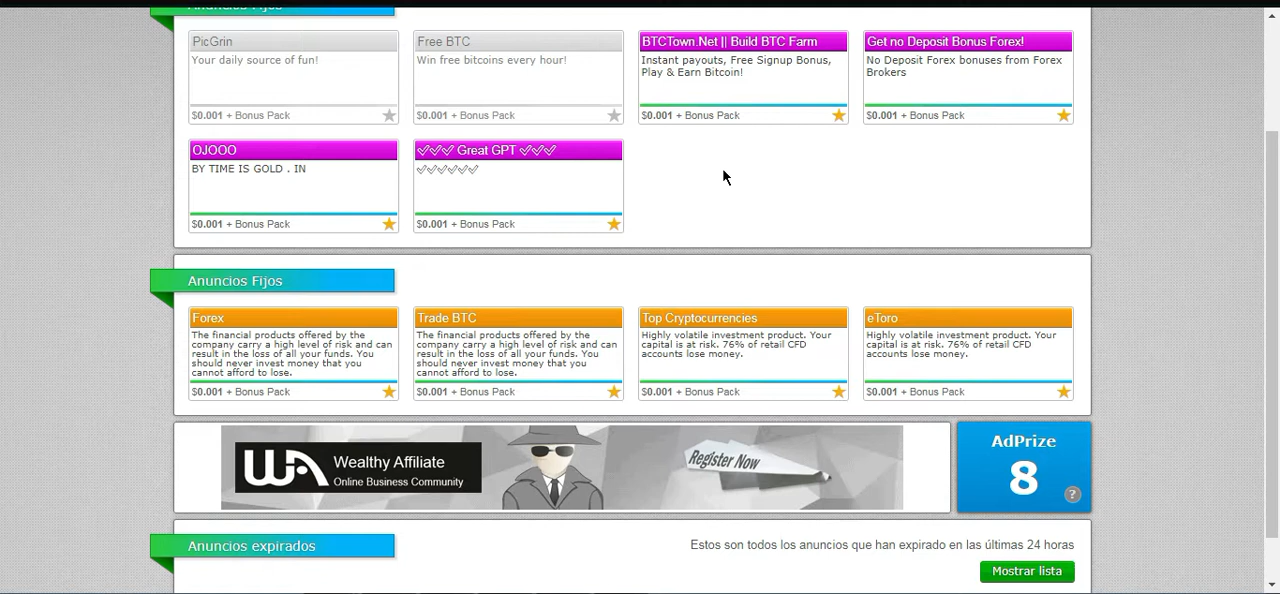 Anuncios Fijos
PicGrin
Your daily source of fun!
$0.001 + Bonus Pack
Free BTC
Win free bitcoins every hour!
$0.001 + Bonus Pack
BTCTown.Net || Build BTC Farm
Instant payouts, Free Signup Bonus,
Play & Earn Bitcoin!
$0.001 + Bonus Pack
Get no Deposit Bonus Forex!
No Deposit Forex bonuses from Forex
Brokers
$0.001 + Bonus Pack
OJOOO
BY TIME IS GOLD . IN
$0.001 + Bonus Pack
✓✓✓ Great GPT ✓✓✓
✓✓✓✓✓✓
$0.001 + Bonus Pack
Anuncios Fijos
Forex
The financial products offered by the
company carry a high level of risk and can
result in the loss of all your funds. You
should never invest money that you
cannot afford to lose.
$0.001 + Bonus Pack
Trade BTC
The financial products offered by the
company carry a high level of risk and can
result in the loss of all your funds. You
should never invest money that you
cannot afford to lose.
$0.001 + Bonus Pack
Top Cryptocurrencies
Highly volatile investment product. Your
capital is at risk. 76% of retail CFD
accounts lose money.
$0.001 + Bonus Pack
eToro
Highly volatile investment product. Your
capital is at risk. 76% of retail CFD
accounts lose money.
$0.001 + Bonus Pack
WA
Wealthy Affiliate
Online Business Community
Register Now
AdPrize
8
?
Anuncios expirados
Estos son todos los anuncios que han expirado en las últimas 24 horas
Mostrar lista